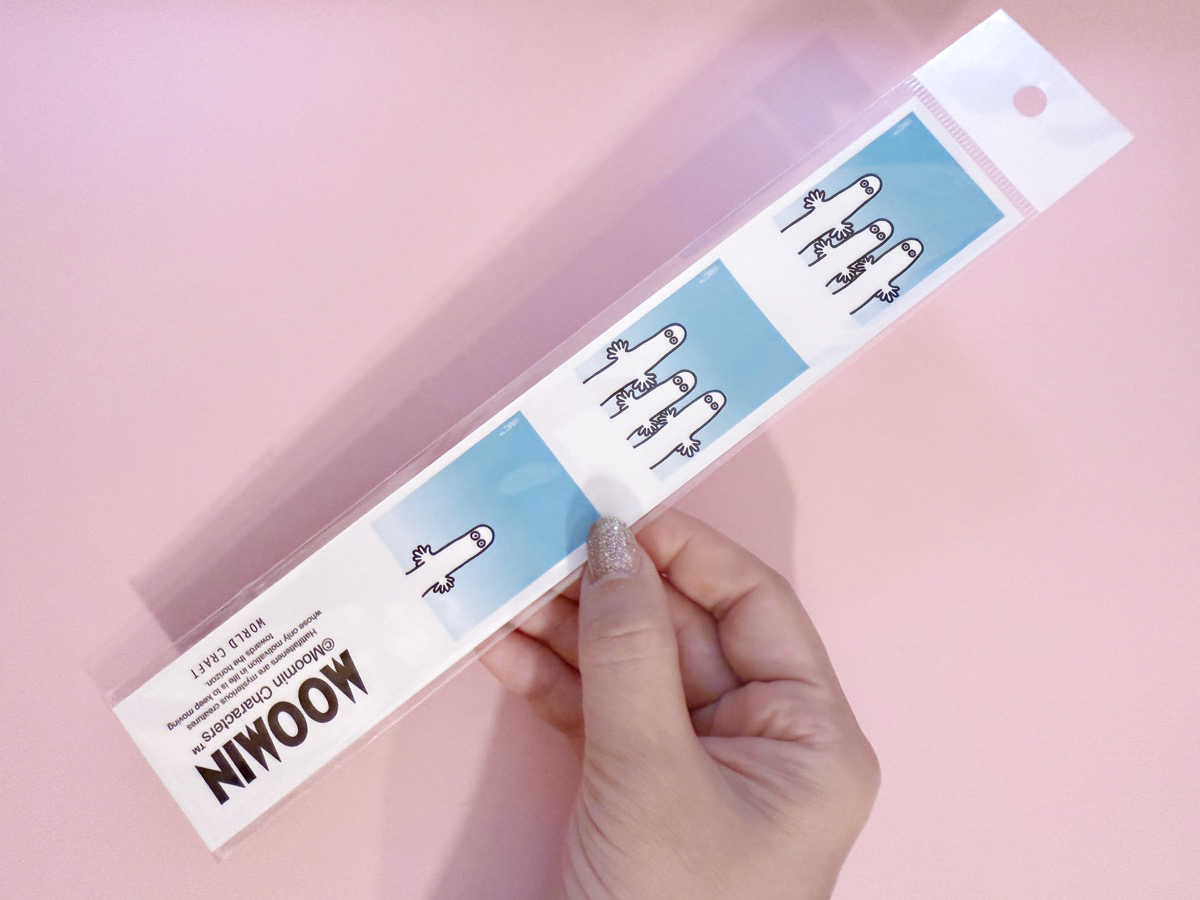 MOOMIN
©Moomin Characters™
Hattifatteners are mysterious creatures
whose only motivation in life is to keep moving
towards the horizon.
WORLD CRAFT